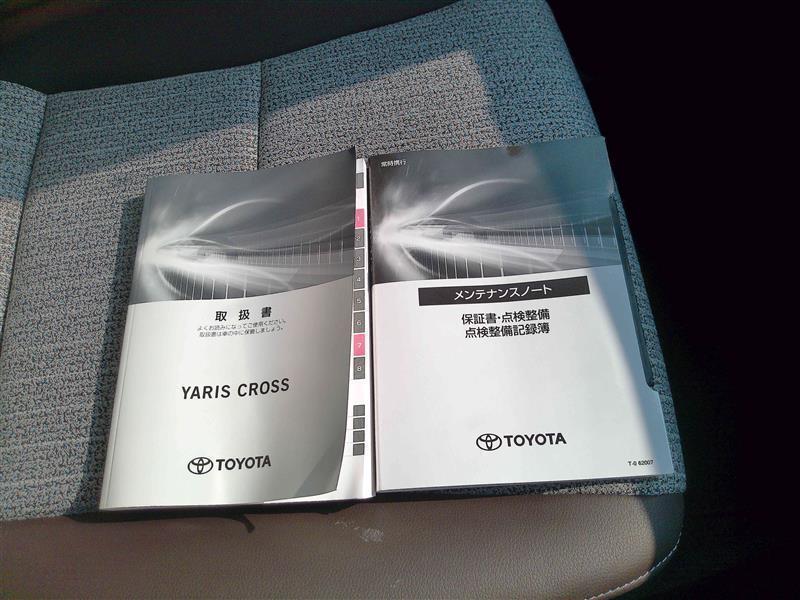 取扱書
よくお読みになってご使用ください。
取扱書は車の中に保管しましょう。
YARIS CROSS
TOYOTA
1
2
3
4
5
6
7
8
常時携行
メンテナンスノート
保証書・点検整備
点検整備記録簿
TOYOTA
T-G 62007